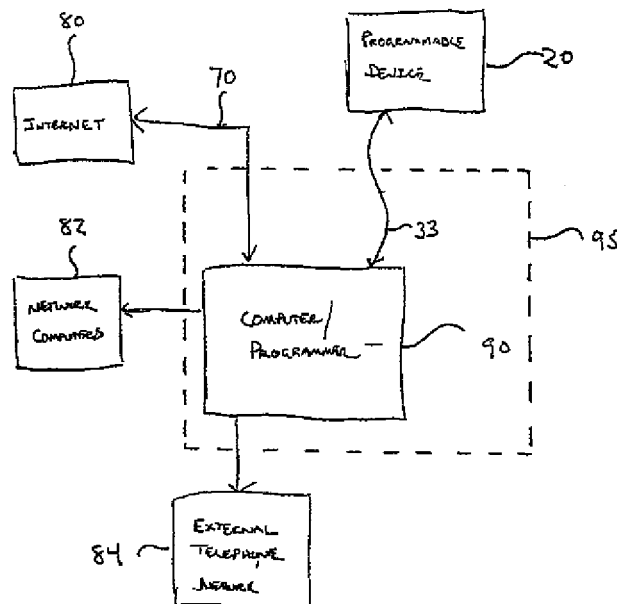 80
INTERNET
70
PROGRAMMABLE
DEVICE
20
33
95
82
NETWORK
COMPUTERS
COMPUTER/
PROGRAMMER
90
84
EXTERNAL
TELEPHONE
NETWORK